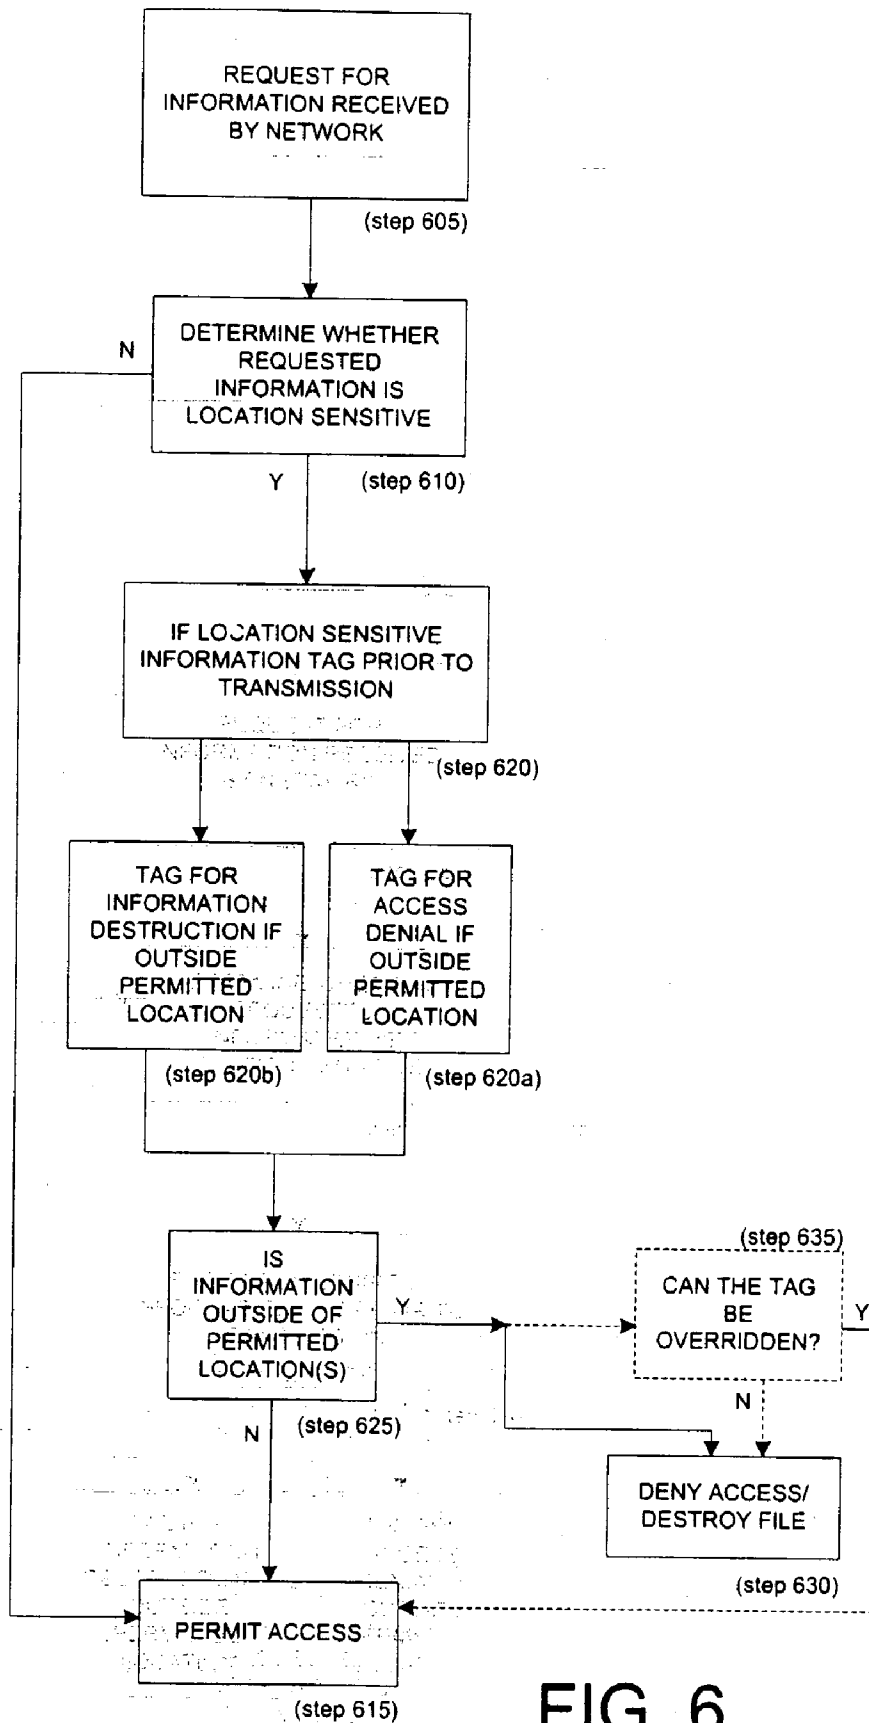 REQUEST FOR
INFORMATION RECEIVED
BY NETWORK
(step 605)
DETERMINE WHETHER
REQUESTED
INFORMATION IS
LOCATION SENSITIVE
N
Y
(step 610)
IF LOCATION SENSITIVE
INFORMATION TAG PRIOR TO
TRANSMISSION
(step 620)
TAG FOR
INFORMATION
DESTRUCTION IF
OUTSIDE
PERMITTED
LOCATION
(step 620b)
TAG FOR
ACCESS
DENIAL IF
OUTSIDE
PERMITTED
LOCATION
(step 620a)
IS
INFORMATION
OUTSIDE OF
PERMITTED
LOCATION(S)
Y
N
(step 625)
(step 635)
CAN THE TAG
BE
OVERRIDDEN?
Y
N
DENY ACCESS/
DESTROY FILE
(step 630)
PERMIT ACCESS
(step 615)
FIG. 6